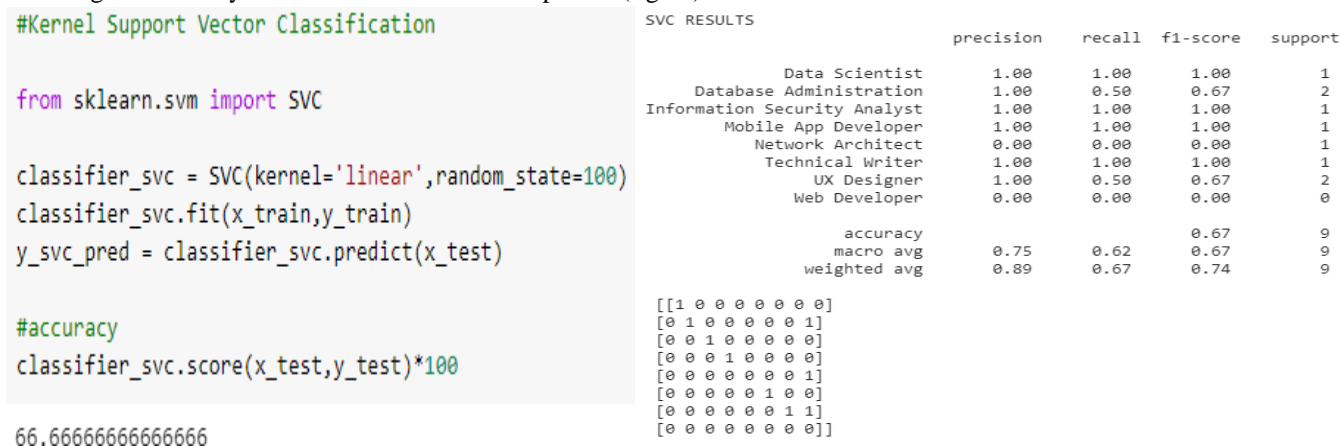 #Kernel Support Vector Classification
from sklearn.svm import SVC
classifier_svc = SVC(kernel='linear',random_state=100)
classifier_svc.fit(x_train,y_train)
y_svc_pred = classifier_svc.predict(x_test)
#accuracy
classifier_svc.score(x_test,y_test)*100
66.66666666666666
SVC RESULTS
precision recall f1-score support
Data Scientist 1.00 1.00 1.00 1
Database Administration 1.00 0.50 0.67 2
Information Security Analyst 1.00 1.00 1.00 1
Mobile App Developer 1.00 1.00 1.00 1
Network Architect 0.00 0.00 0.00 1
Technical Writer 1.00 1.00 1.00 1
UX Designer 1.00 0.50 0.67 2
Web Developer 0.00 0.00 0.00 0
accuracy 0.67 9
macro avg 0.75 0.62 0.67 9
weighted avg 0.89 0.67 0.74 9
[[1 0 0 0 0 0 0 0]
[0 1 0 0 0 0 0 1]
[0 0 1 0 0 0 0 0]
[0 0 0 1 0 0 0 0]
[0 0 0 0 0 0 0 1]
[0 0 0 0 0 1 0 0]
[0 0 0 0 0 0 1 1]
[0 0 0 0 0 0 0 0]]